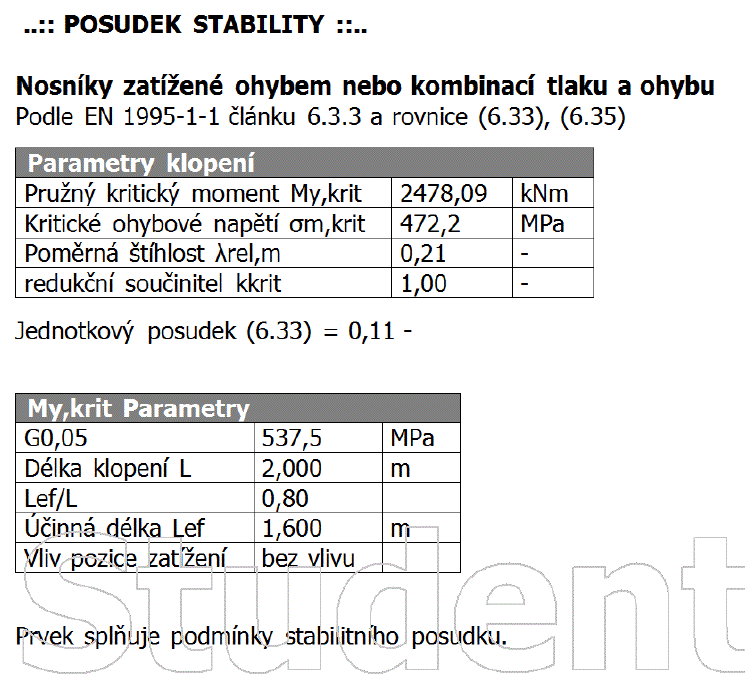 ..:: POSUDEK STABILITY ::..
Nosníky zatížené ohybem nebo kombinací tlaku a ohybu
Podle EN 1995-1-1 článku 6.3.3 a rovnice (6.33), (6.35)
Parametry klopení
Pružný kritický moment My,krit 2478,09 kNm
Kritické ohybové napětí σm,krit 472,2 MPa
Poměrná štíhlost λrel,m 0,21 -
redukční součinitel kkrit 1,00 -
Jednotkový posudek (6.33) = 0,11 -
My,krit Parametry
G0,05 537,5 MPa
Délka klopení L 2,000 m
Lef/L 0,80
Účinná délka Lef 1,600 m
Vliv pozice zatížení bez vlivu
Prvek splňuje podmínky stabilitního posudku.
Student